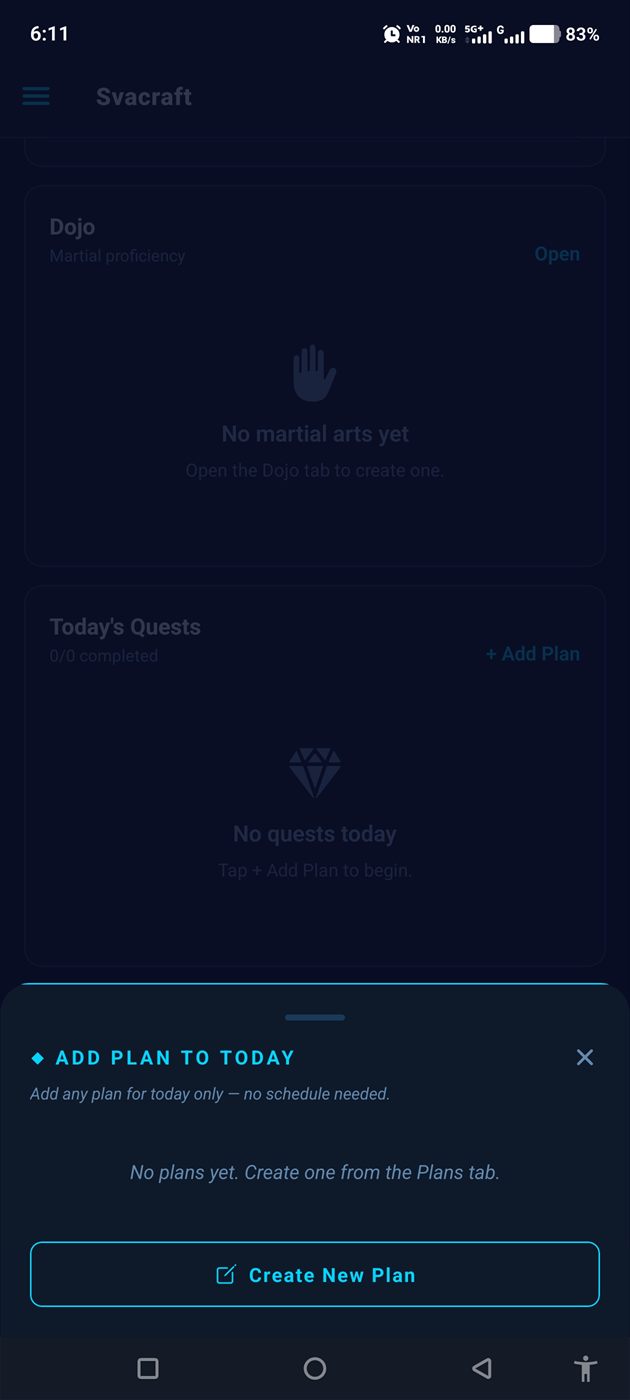 6:11
Vo NR1 0.00 KB/s 5G+ G 83%
Svacraft
Dojo
Martial proficiency
Open
No martial arts yet
Open the Dojo tab to create one.
Today's Quests
0/0 completed
+ Add Plan
No quests today
Tap + Add Plan to begin.
ADD PLAN TO TODAY
Add any plan for today only — no schedule needed.
No plans yet. Create one from the Plans tab.
Create New Plan